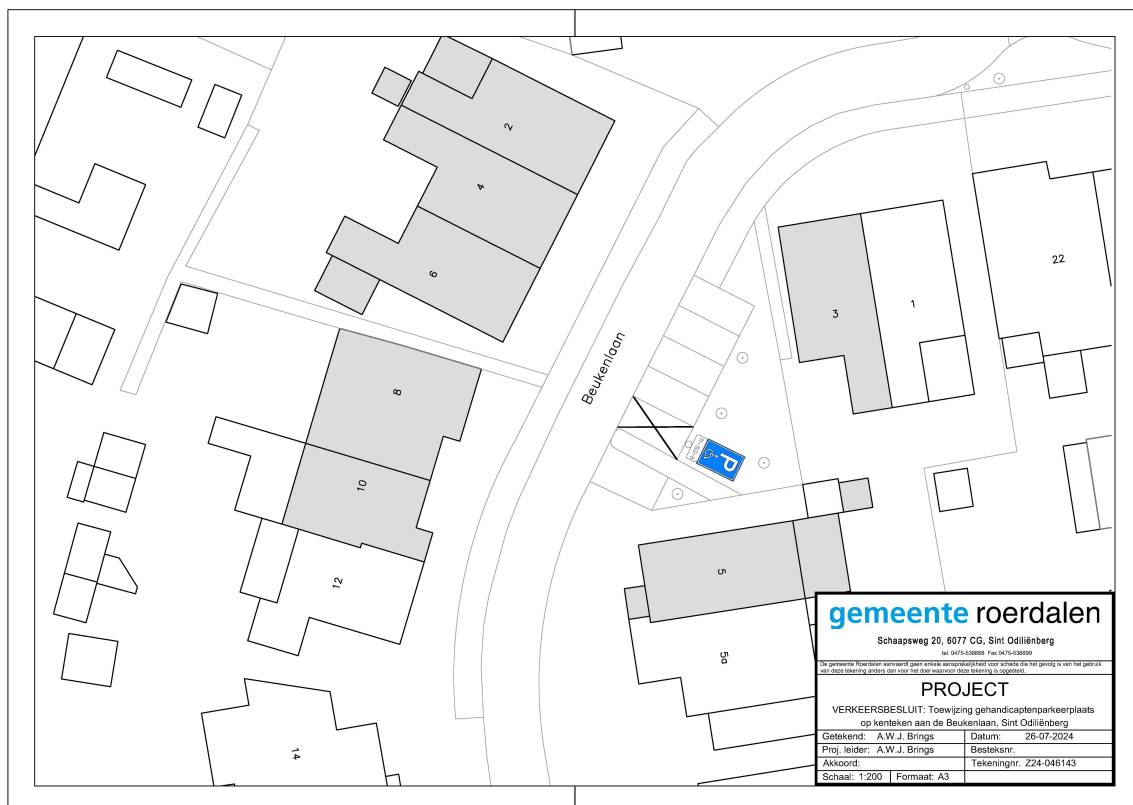 2
4
6
8
10
12
14
Beukenlaan
3
1
22
5
5a
P
gemeente roerdalen
Schaapsweg 20, 6077 CG, Sint Odiliënberg
tel. 0475-538888 Fax 0475-538899
De gemeente Roerdalen aanvaardt geen enkele aansprakelijkheid voor schade die het gevolg is van het gebruik
van deze tekening anders dan voor het doel waarvoor deze tekening is opgesteld.
PROJECT
VERKEERSBESLUIT: Toewijzing gehandicaptenparkeerplaats
op kenteken aan de Beukenlaan, Sint Odiliënberg
Getekend: A.W.J. Brings Datum: 26-07-2024
Proj. leider: A.W.J. Brings Besteksnr.
Akkoord: Tekeningnr. Z24-046143
Schaal: 1:200 Formaat: A3